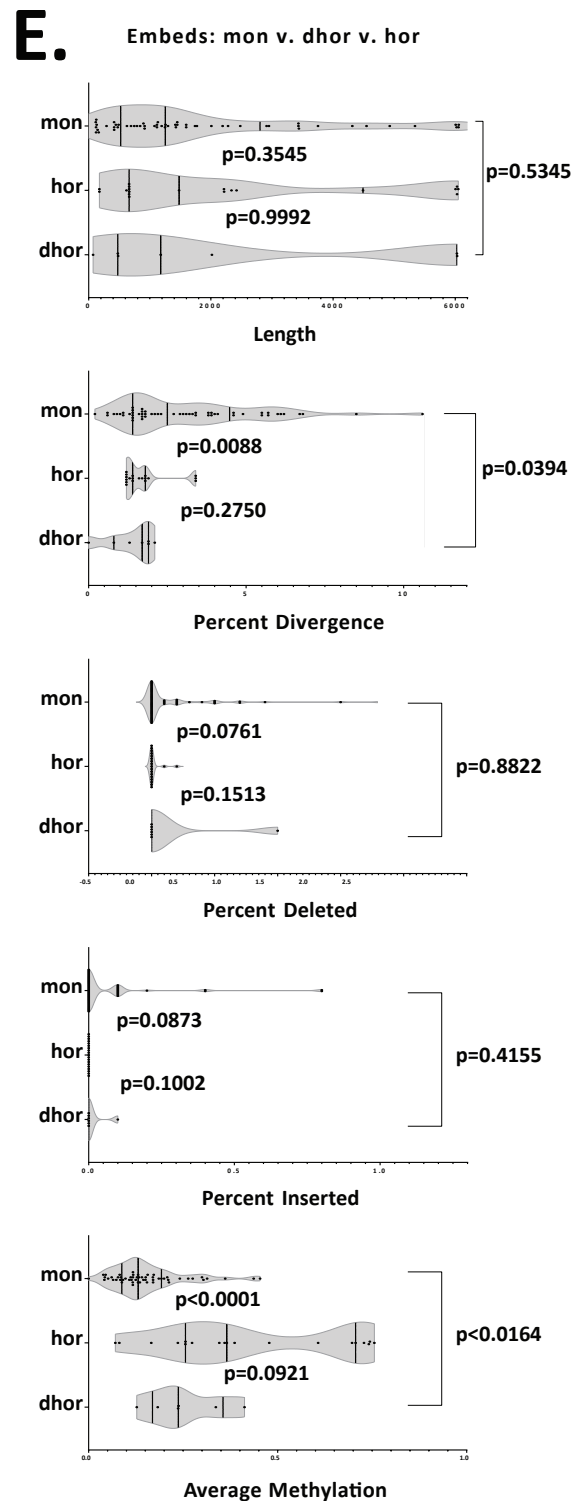 E.
Embeds: mon v. dhor v. hor
mon
p=0.3545
hor
p=0.9992
dhor
p=0.5345
0 2000 4000 6000
Length
mon
p=0.0088
hor
p=0.2750
dhor
p=0.0394
0 5 10
Percent Divergence
mon
p=0.0761
hor
p=0.1513
dhor
p=0.8822
-0.5 0.0 0.5 1.0 1.5 2.0 2.5
Percent Deleted
mon
p=0.0873
hor
p=0.1002
dhor
p=0.4155
0.0 0.5 1.0
Percent Inserted
mon
p<0.0001
hor
p=0.0921
dhor
p<0.0164
0.0 0.5 1.0
Average Methylation